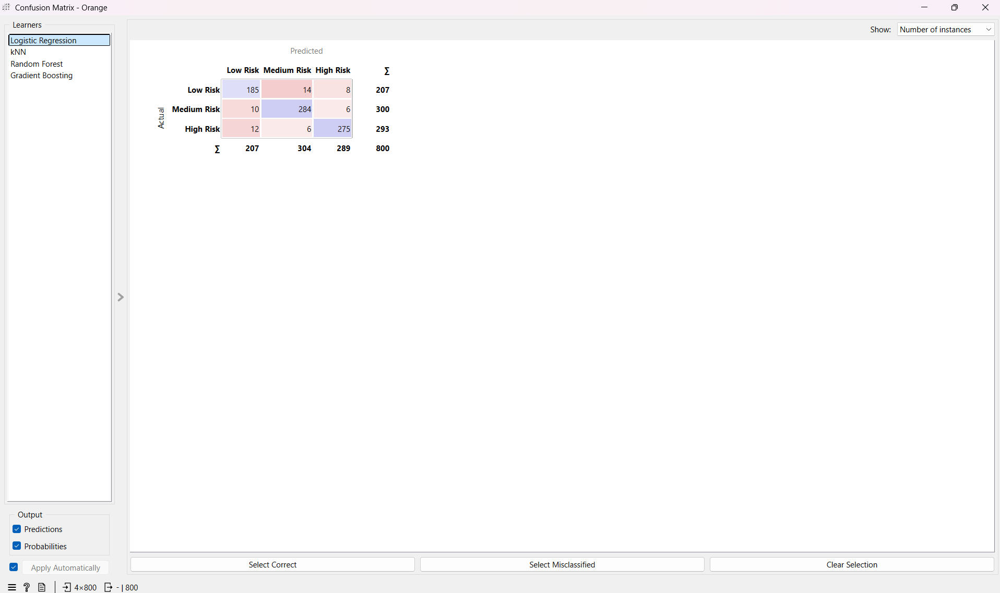 Confusion Matrix - Orange
Learners
Logistic Regression
kNN
Random Forest
Gradient Boosting
Show: Number of instances
Predicted
Low Risk Medium Risk High Risk ∑
Low Risk 185 14 8 207
Actual
Medium Risk 10 284 6 300
High Risk 12 6 275 293
∑ 207 304 289 800
Output
Predictions
Probabilities
Apply Automatically
Select Correct Select Misclassified Clear Selection
4×800 - | 800